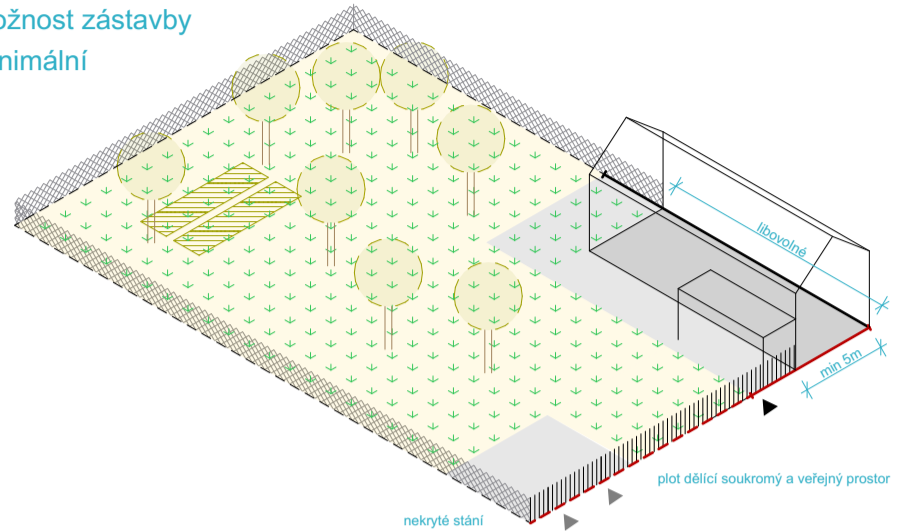 ožnost zástavby
nimální
libovolné
min 5m
plot dělící soukromý a veřejný prostor
nekryté stání